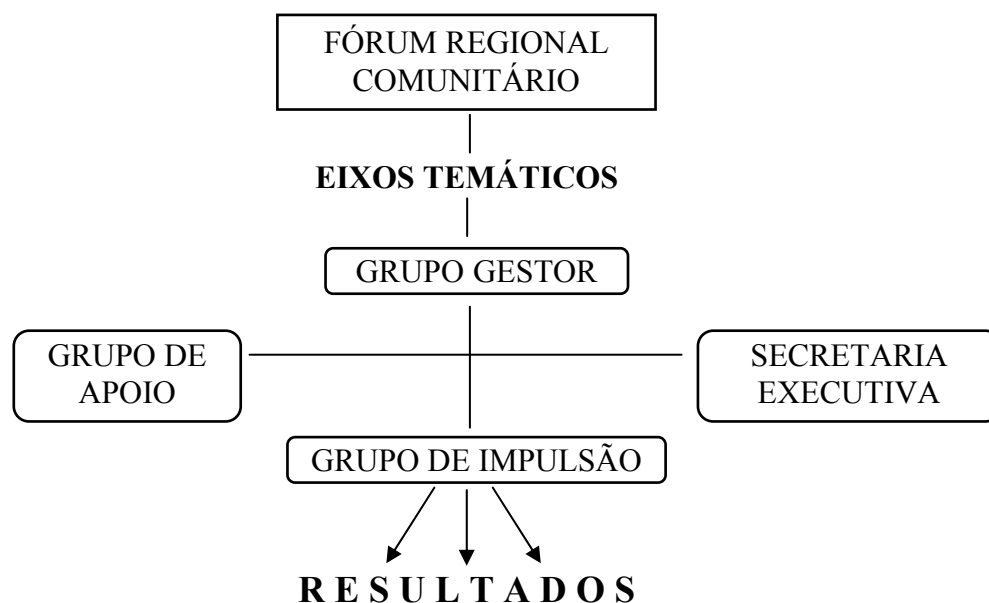 FÓRUM REGIONAL
COMUNITÁRIO
EIXOS TEMÁTICOS
GRUPO GESTOR
GRUPO DE
APOIO
SECRETARIA
EXECUTIVA
GRUPO DE IMPULSÃO
R E S U L T A D O S